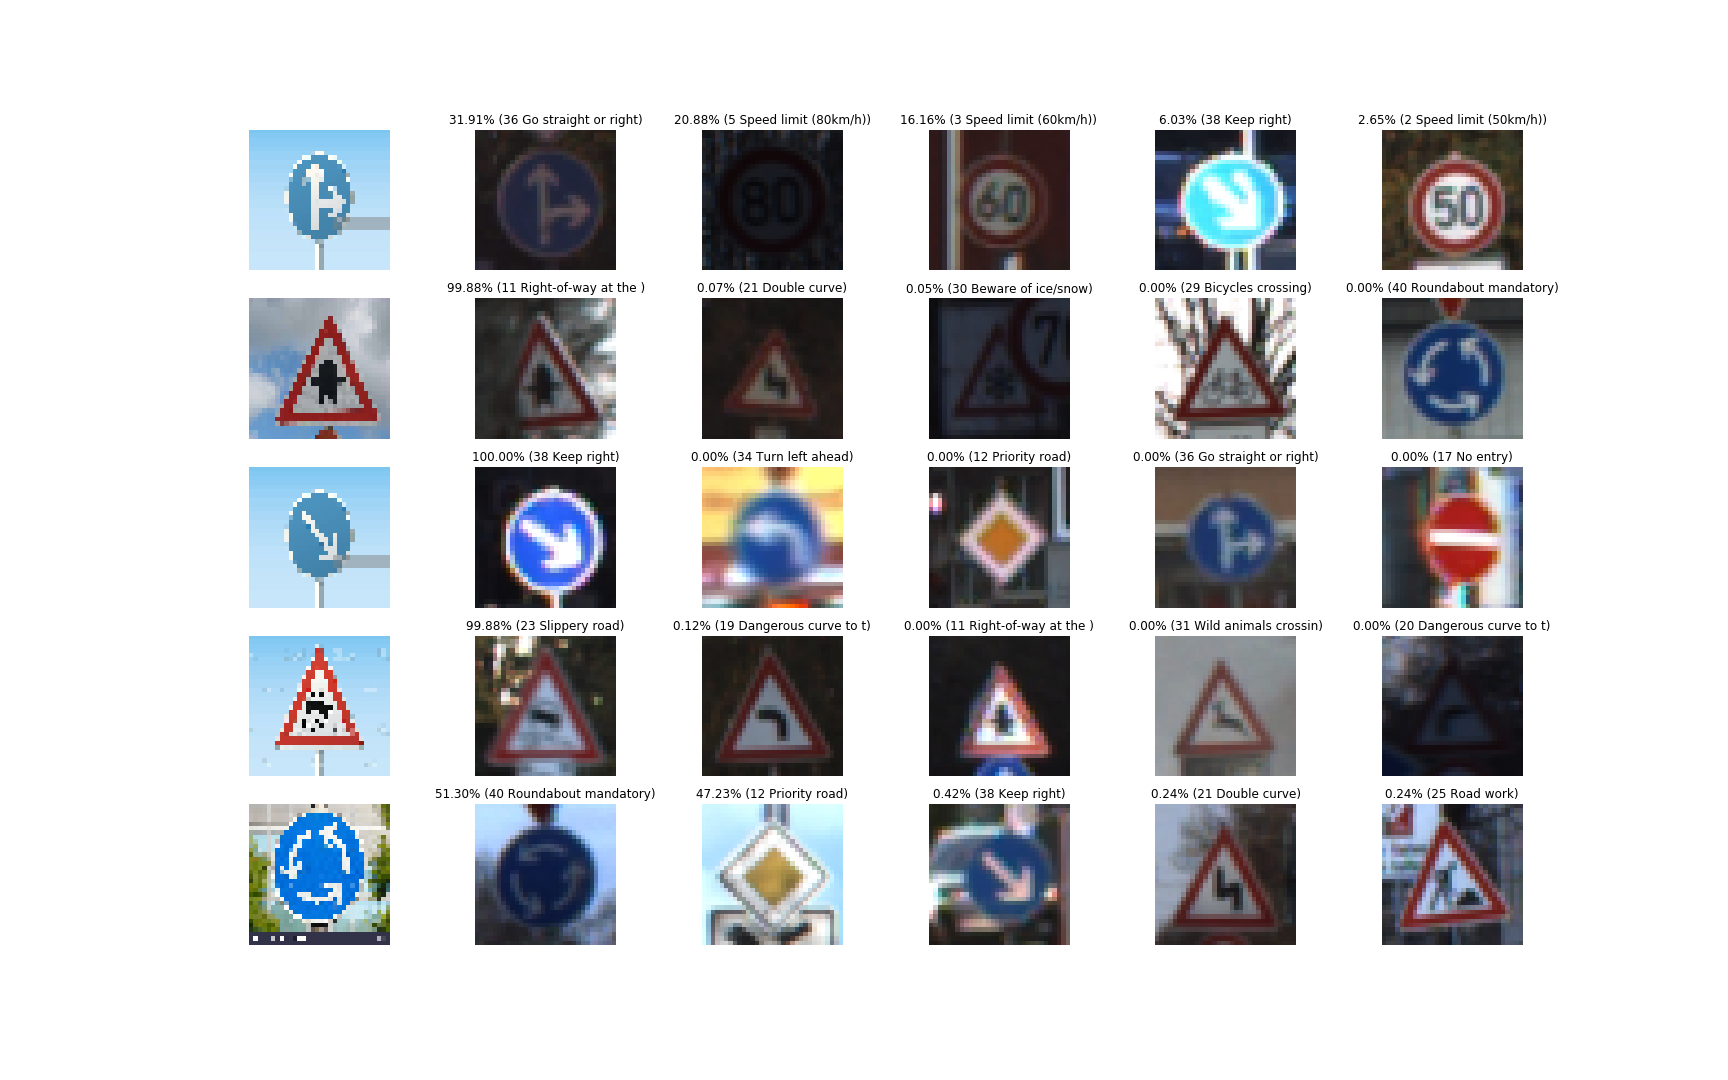 31.91% (36 Go straight or right)
20.88% (5 Speed limit (80km/h))
16.16% (3 Speed limit (60km/h))
6.03% (38 Keep right)
2.65% (2 Speed limit (50km/h))
80
60
50
99.88% (11 Right-of-way at the )
0.07% (21 Double curve)
0.05% (30 Beware of ice/snow)
0.00% (29 Bicycles crossing)
0.00% (40 Roundabout mandatory)
100.00% (38 Keep right)
0.00% (34 Turn left ahead)
0.00% (12 Priority road)
0.00% (36 Go straight or right)
0.00% (17 No entry)
99.88% (23 Slippery road)
0.12% (19 Dangerous curve to t)
0.00% (11 Right-of-way at the )
0.00% (31 Wild animals crossin)
0.00% (20 Dangerous curve to t)
51.30% (40 Roundabout mandatory)
47.23% (12 Priority road)
0.42% (38 Keep right)
0.24% (21 Double curve)
0.24% (25 Road work)